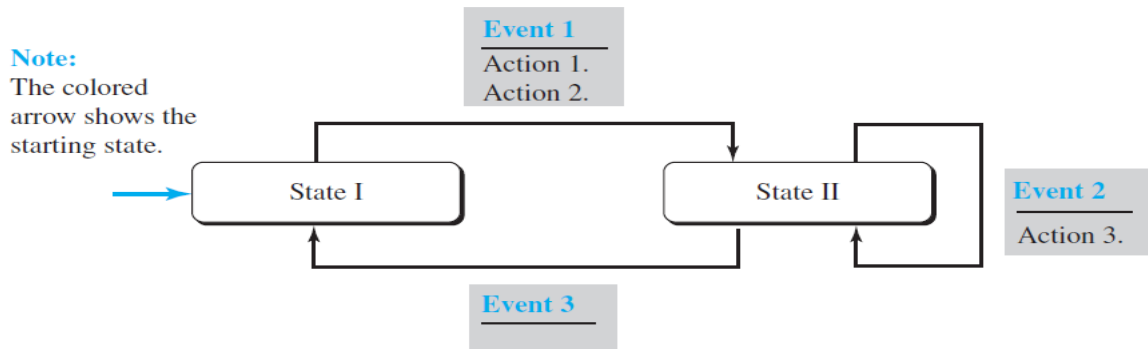 Note:
The colored
arrow shows the
starting state.
Event 1
Action 1.
Action 2.
State I
State II
Event 2
Action 3.
Event 3